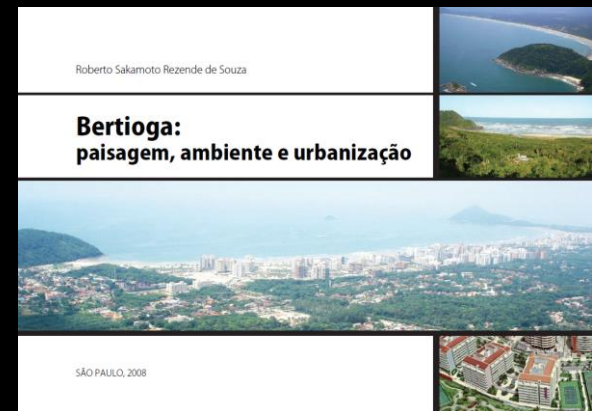 Roberto Sakamoto Rezende de Souza
Bertioga:
paisagem, ambiente e urbanização
SÃO PAULO, 2008